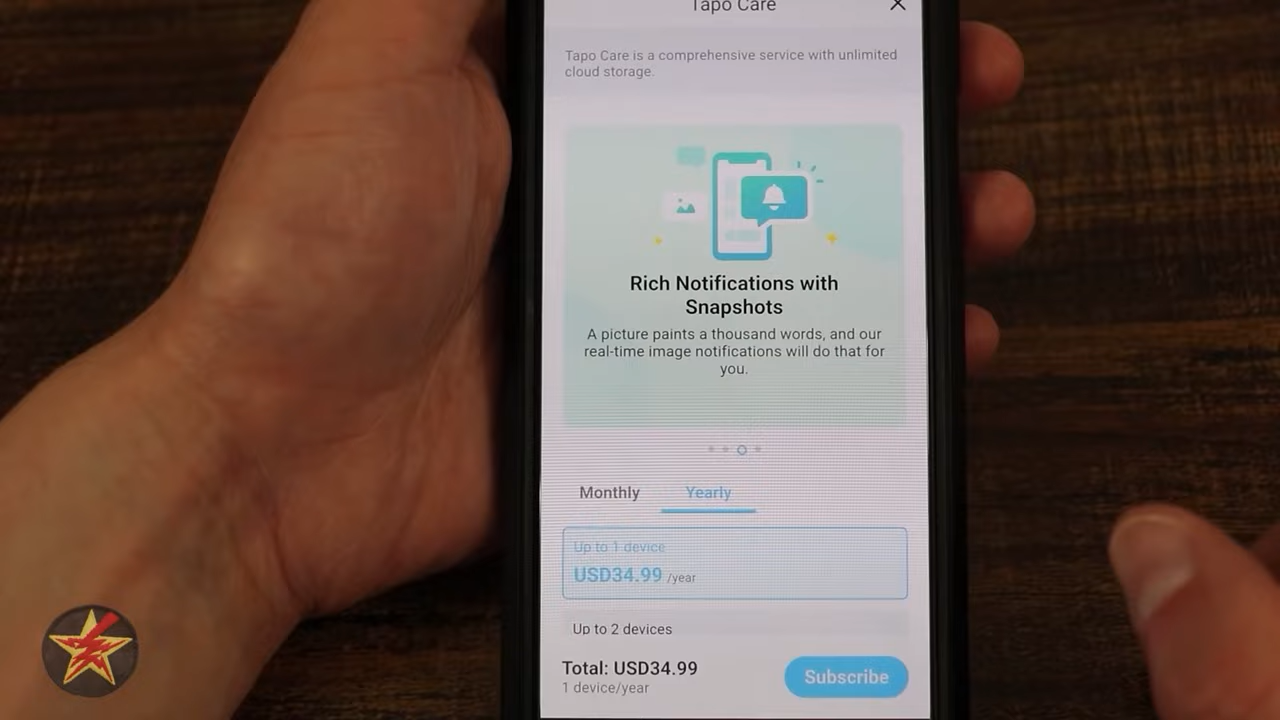 Tapo Care
Tapo Care is a comprehensive service with unlimited
cloud storage.
Rich Notifications with
Snapshots
A picture paints a thousand words, and our
real-time image notifications will do that for
you.
Monthly Yearly
Up to 1 device
USD34.99 /year
Up to 2 devices
Total: USD34.99
1 device/year
Subscribe